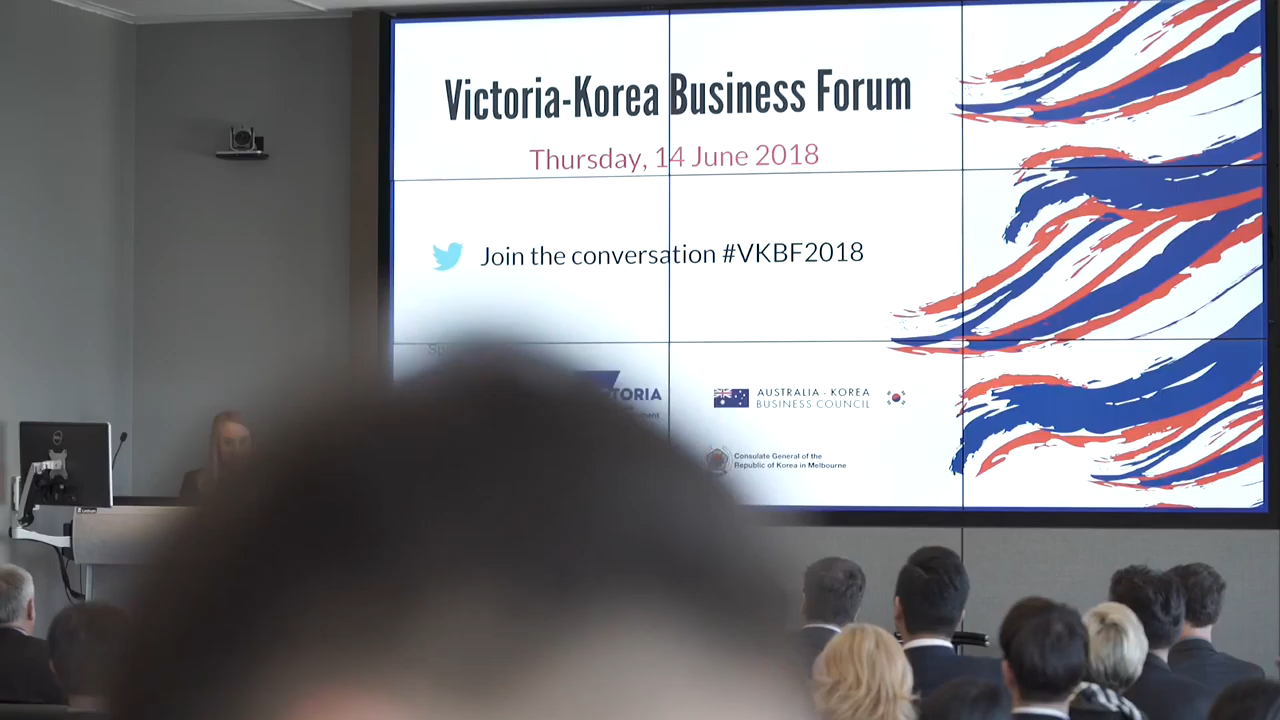 Victoria-Korea Business Forum
Thursday, 14 June 2018
Join the conversation #VKBF2018
AUSTRALIA - KOREA
BUSINESS COUNCIL
Consulate General of the
Republic of Korea in Melbourne